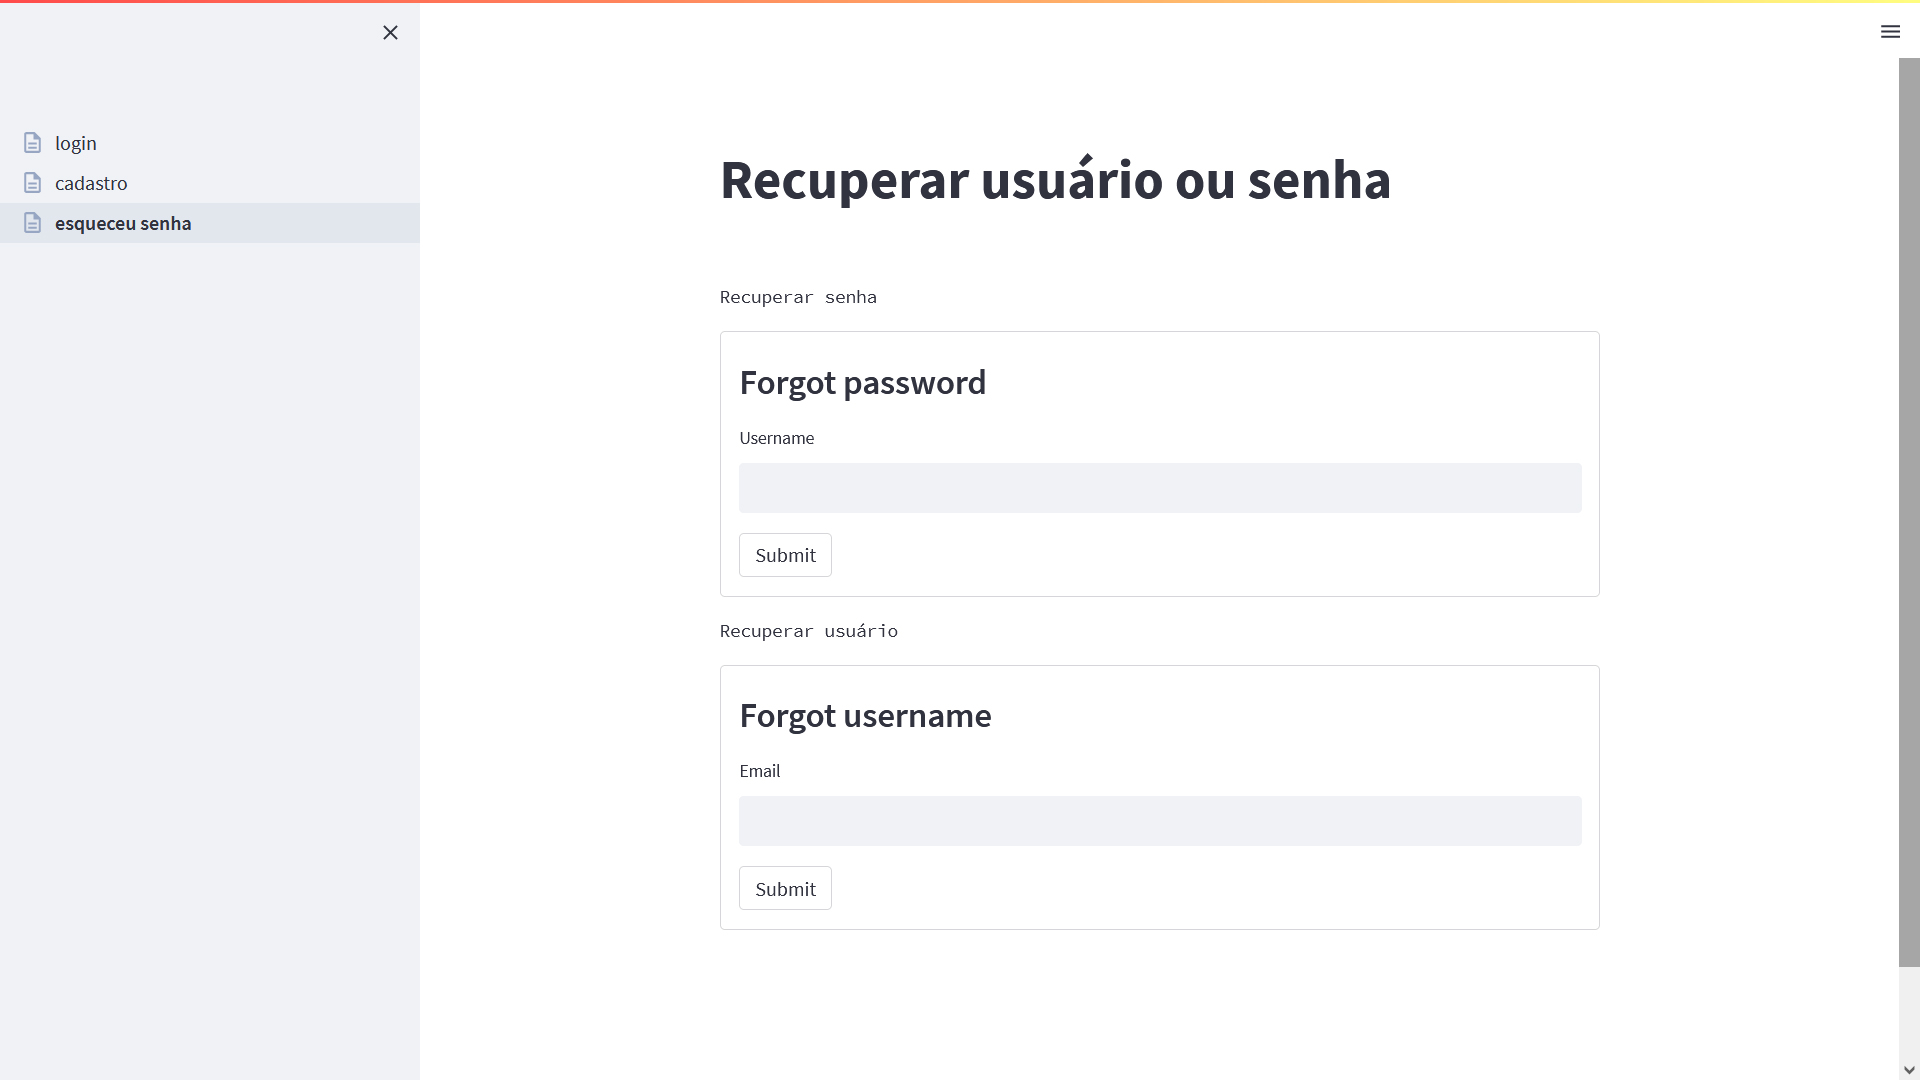 login
cadastro
esqueceu senha
Recuperar usuário ou senha
Recuperar senha
Forgot password
Username
Submit
Recuperar usuário
Forgot username
Email
Submit